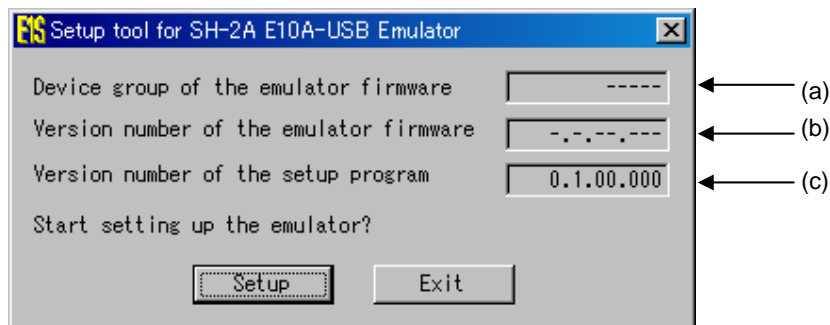 E1S Setup tool for SH-2A E10A-USB Emulator
Device group of the emulator firmware ----- (a)
Version number of the emulator firmware -.-.--.--- (b)
Version number of the setup program 0.1.00.000 (c)
Start setting up the emulator?
Setup Exit